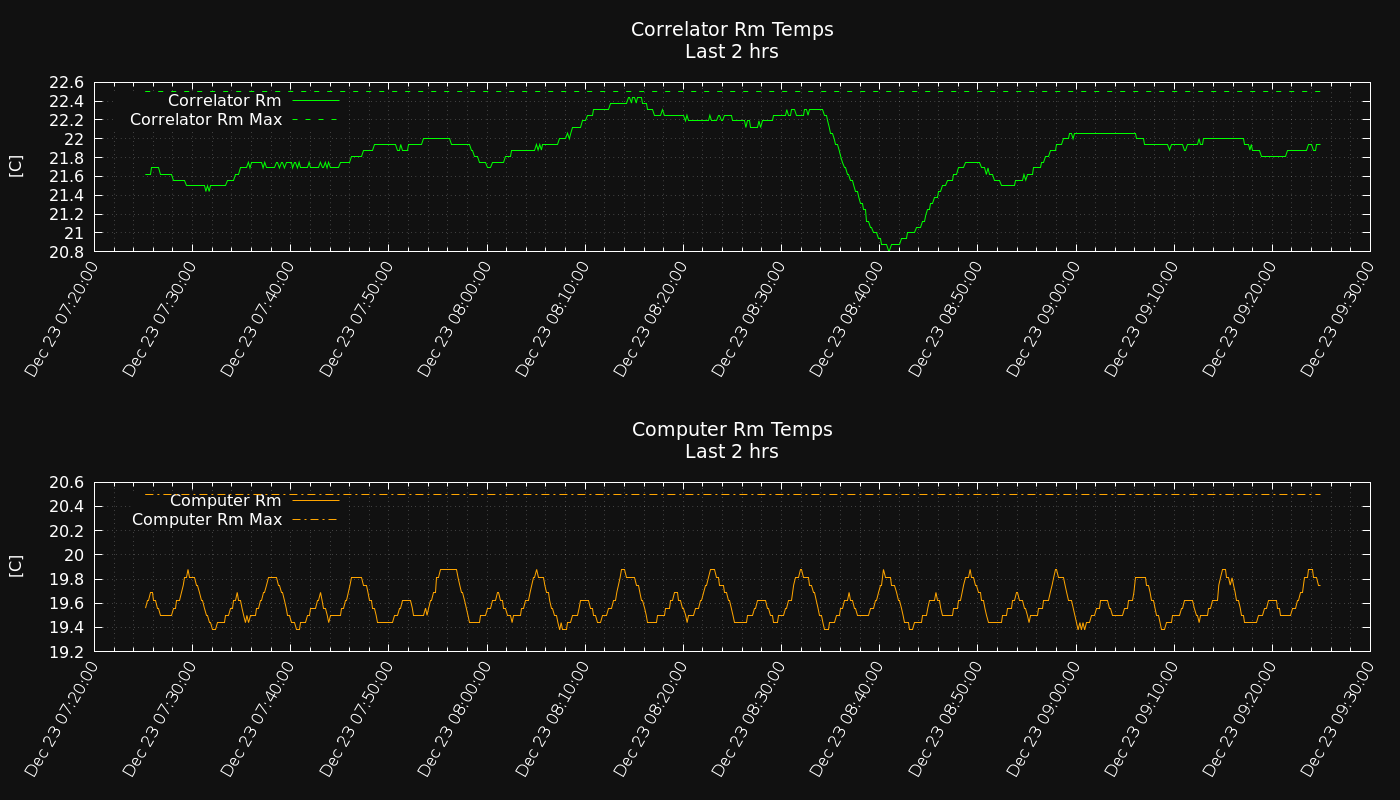 Correlator Rm Temps
Last 2 hrs
22.6
22.4
22.2
22
21.8
21.6
21.4
21.2
21
20.8
[C]
Correlator Rm
Correlator Rm Max
Dec 23 07:20:00
Dec 23 07:30:00
Dec 23 07:40:00
Dec 23 07:50:00
Dec 23 08:00:00
Dec 23 08:10:00
Dec 23 08:20:00
Dec 23 08:30:00
Dec 23 08:40:00
Dec 23 08:50:00
Dec 23 09:00:00
Dec 23 09:10:00
Dec 23 09:20:00
Dec 23 09:30:00
Computer Rm Temps
Last 2 hrs
20.6
20.4
20.2
20
19.8
19.6
19.4
19.2
[C]
Computer Rm
Computer Rm Max
Dec 23 07:20:00
Dec 23 07:30:00
Dec 23 07:40:00
Dec 23 07:50:00
Dec 23 08:00:00
Dec 23 08:10:00
Dec 23 08:20:00
Dec 23 08:30:00
Dec 23 08:40:00
Dec 23 08:50:00
Dec 23 09:00:00
Dec 23 09:10:00
Dec 23 09:20:00
Dec 23 09:30:00